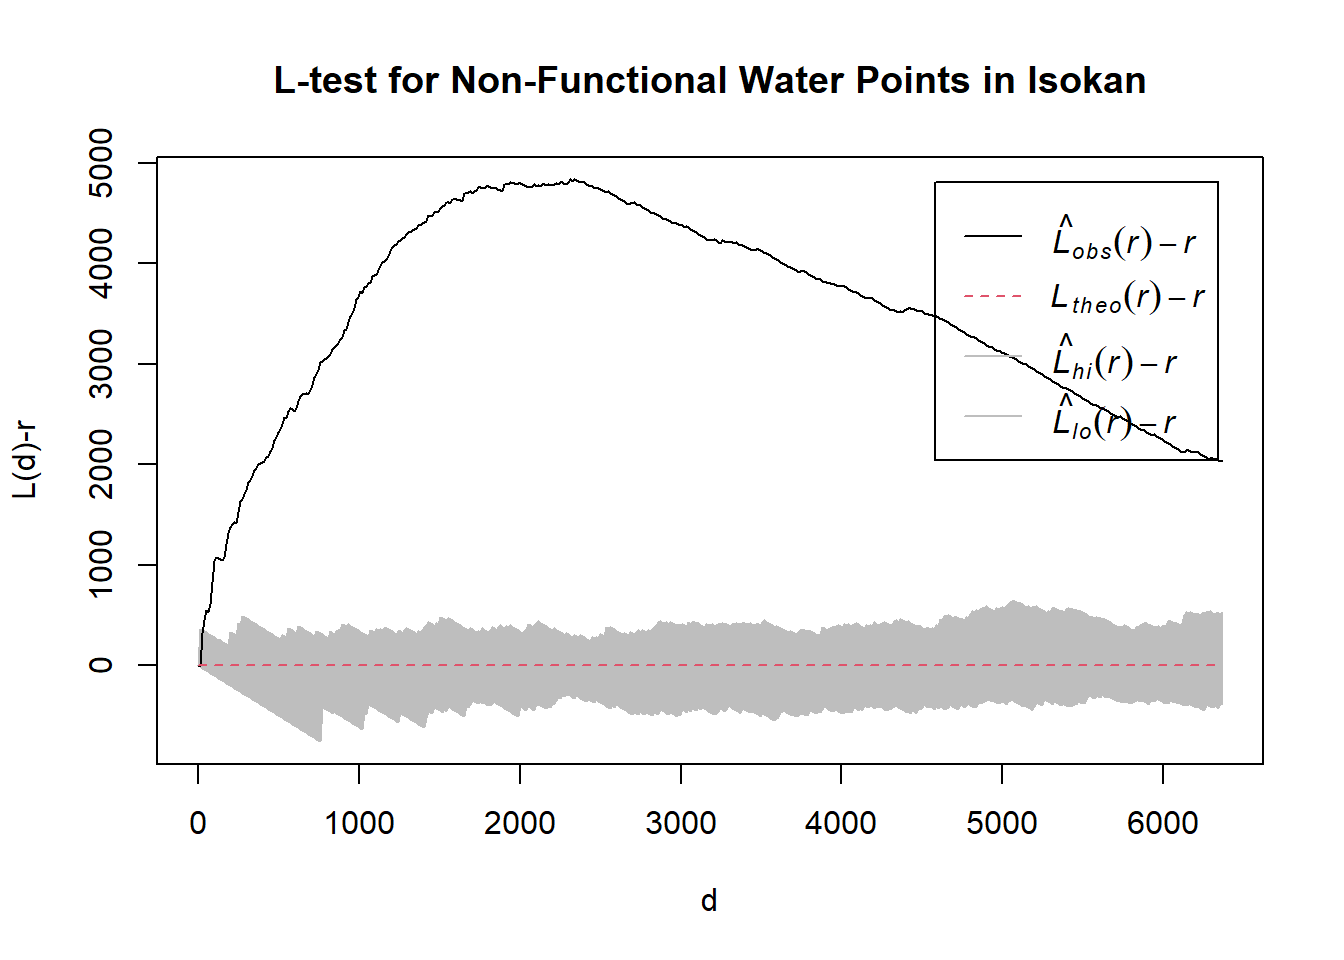 L-test for Non-Functional Water Points in Isokan
L(d)-r
5000
4000
3000
2000
1000
0
L̂obs(r) – r
Ltheo(r) – r
L̂hi(r) – r
L̂lo(r) – r
0 1000 2000 3000 4000 5000 6000
d